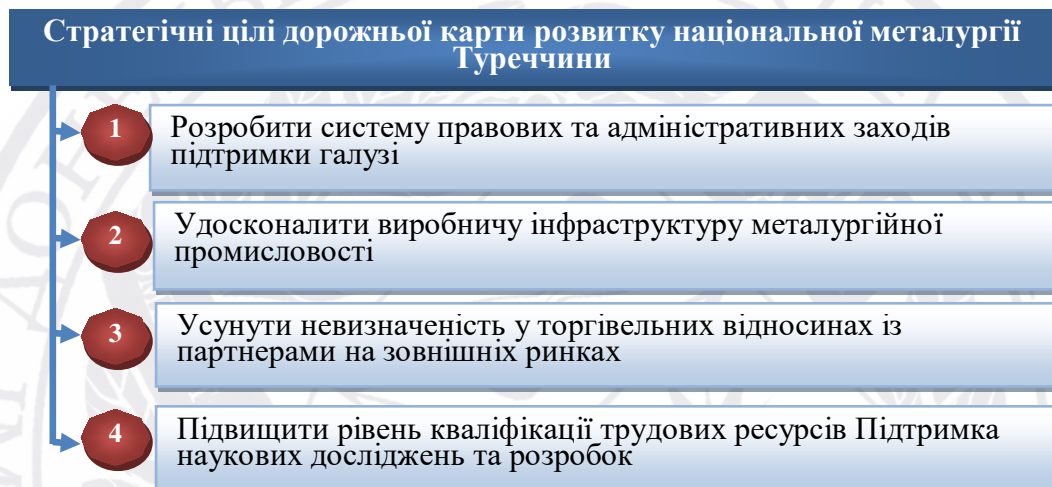 Стратегічні цілі дорожньої карти розвитку національної металургії
Туреччини
1
Розробити систему правових та адміністративних заходів
підтримки галузі
2
Удосконалити виробничу інфраструктуру металургійної
промисловості
3
Усунути невизначеність у торгівельних відносинах із
партнерами на зовнішніх ринках
4
Підвищити рівень кваліфікації трудових ресурсів Підтримка
наукових досліджень та розробок